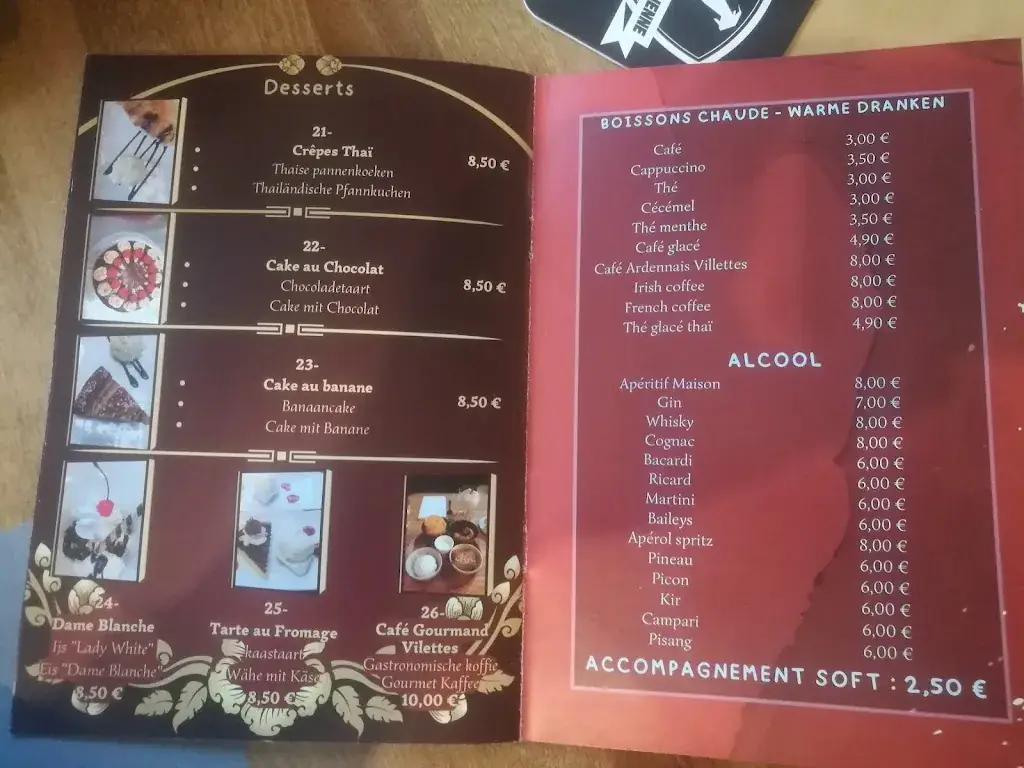 IENNE
Desserts
21-
Crêpes Thaï
Thaise pannenkoeken
Thailändische Pfannkuchen
8,50 €
22-
Cake au Chocolat
Chocoladetaart
Cake mit Chocolat
8,50 €
23-
Cake au banane
Banaancake
Cake mit Banane
8,50 €
24-
Dame Blanche
Ijs "Lady White"
Eis "Dame Blanche"
8,50 €
25-
Tarte au Fromage
kaastaart
Wähe mit Käse
8,50 €
26-
Café Gourmand
Villettes
Gastronomische koffie
Gourmet Kaffee
10,00 €
BOISSONS CHAUDE - WARME DRANKEN
Café 3,00 €
Cappuccino 3,50 €
Thé 3,00 €
Cécémel 3,00 €
Thé menthe 3,50 €
Café glacé 4,90 €
Café Ardennais Villettes 8,00 €
Irish coffee 8,00 €
French coffee 8,00 €
Thé glacé thaï 4,90 €
ALCOOL
Apéritif Maison 8,00 €
Gin 7,00 €
Whisky 8,00 €
Cognac 8,00 €
Bacardi 6,00 €
Ricard 6,00 €
Martini 6,00 €
Baileys 6,00 €
Apérol spritz 8,00 €
Pineau 6,00 €
Picon 6,00 €
Kir 6,00 €
Campari 6,00 €
Pisang 6,00 €
ACCOMPAGNEMENT SOFT : 2,50 €